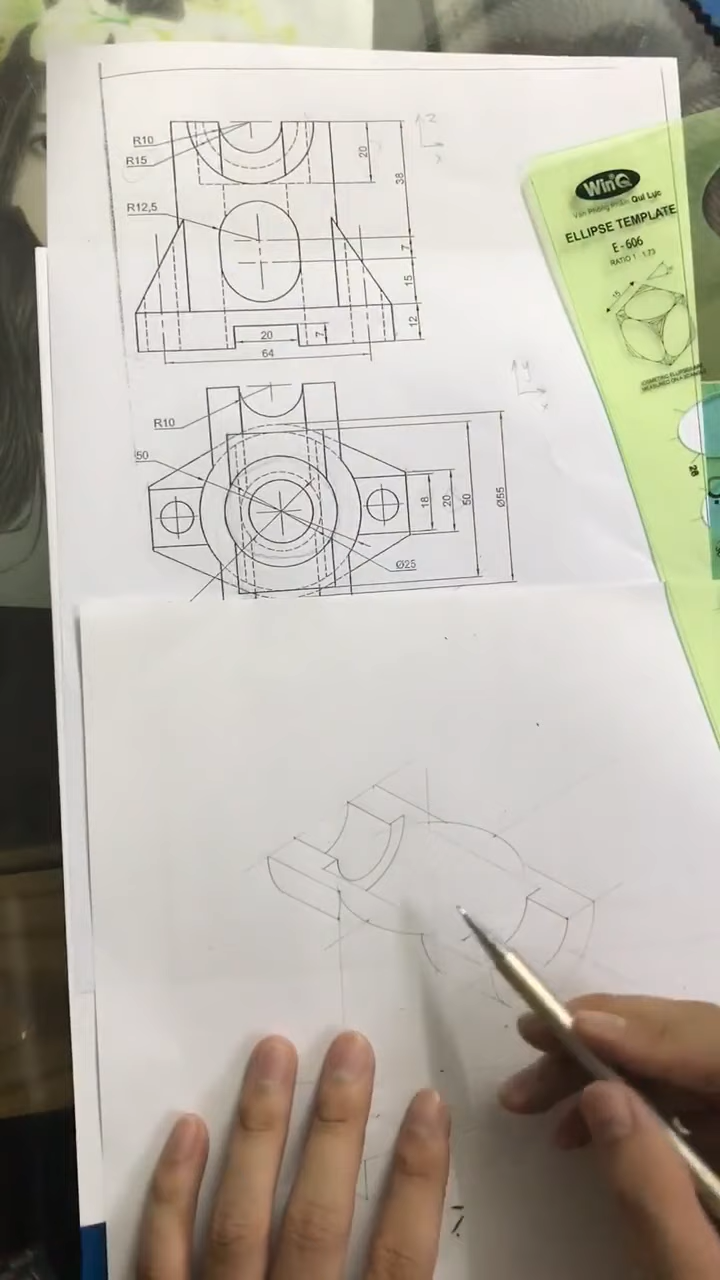 R10
R15
R12,5
20
38
7
15
12
20
7
64
z
x
y
x
R10
50
18
20
50
Ø55
Ø25
WinQ
Văn Phòng Phẩm Qui Lực
ELLIPSE TEMPLATE
E-606
RATIO 1 : 1.73
15